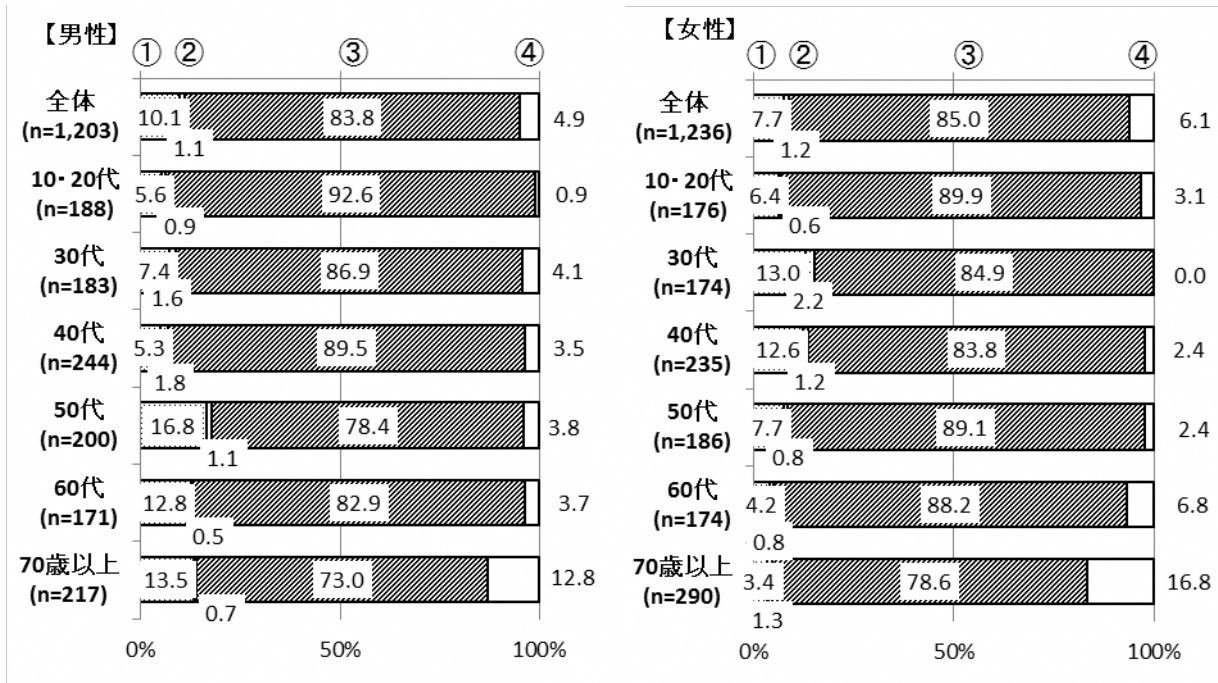 【男性】
① ② ③ ④
全体
(n=1,203)
10.1 83.8 4.9
1.1
10・20代
(n=188)
5.6 92.6 0.9
0.9
30代
(n=183)
7.4 86.9 4.1
1.6
40代
(n=244)
5.3 89.5 3.5
1.8
50代
(n=200)
16.8 78.4 3.8
1.1
60代
(n=171)
12.8 82.9 3.7
0.5
70歳以上
(n=217)
13.5 73.0 12.8
0.7
0% 50% 100%
【女性】
① ② ③ ④
全体
(n=1,236)
7.7 85.0 6.1
1.2
10・20代
(n=176)
6.4 89.9 3.1
0.6
30代
(n=174)
13.0 84.9 0.0
2.2
40代
(n=235)
12.6 83.8 2.4
1.2
50代
(n=186)
7.7 89.1 2.4
0.8
60代
(n=174)
4.2 88.2 6.8
0.8
70歳以上
(n=290)
3.4 78.6 16.8
1.3
0% 50% 100%